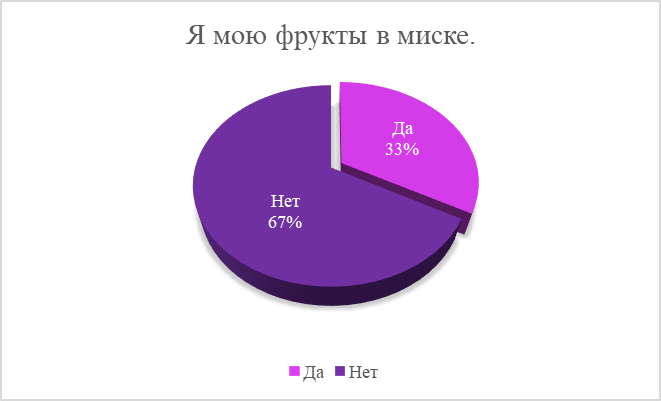 Я мою фрукты в миске.
Да
33%
Нет
67%
Да Нет